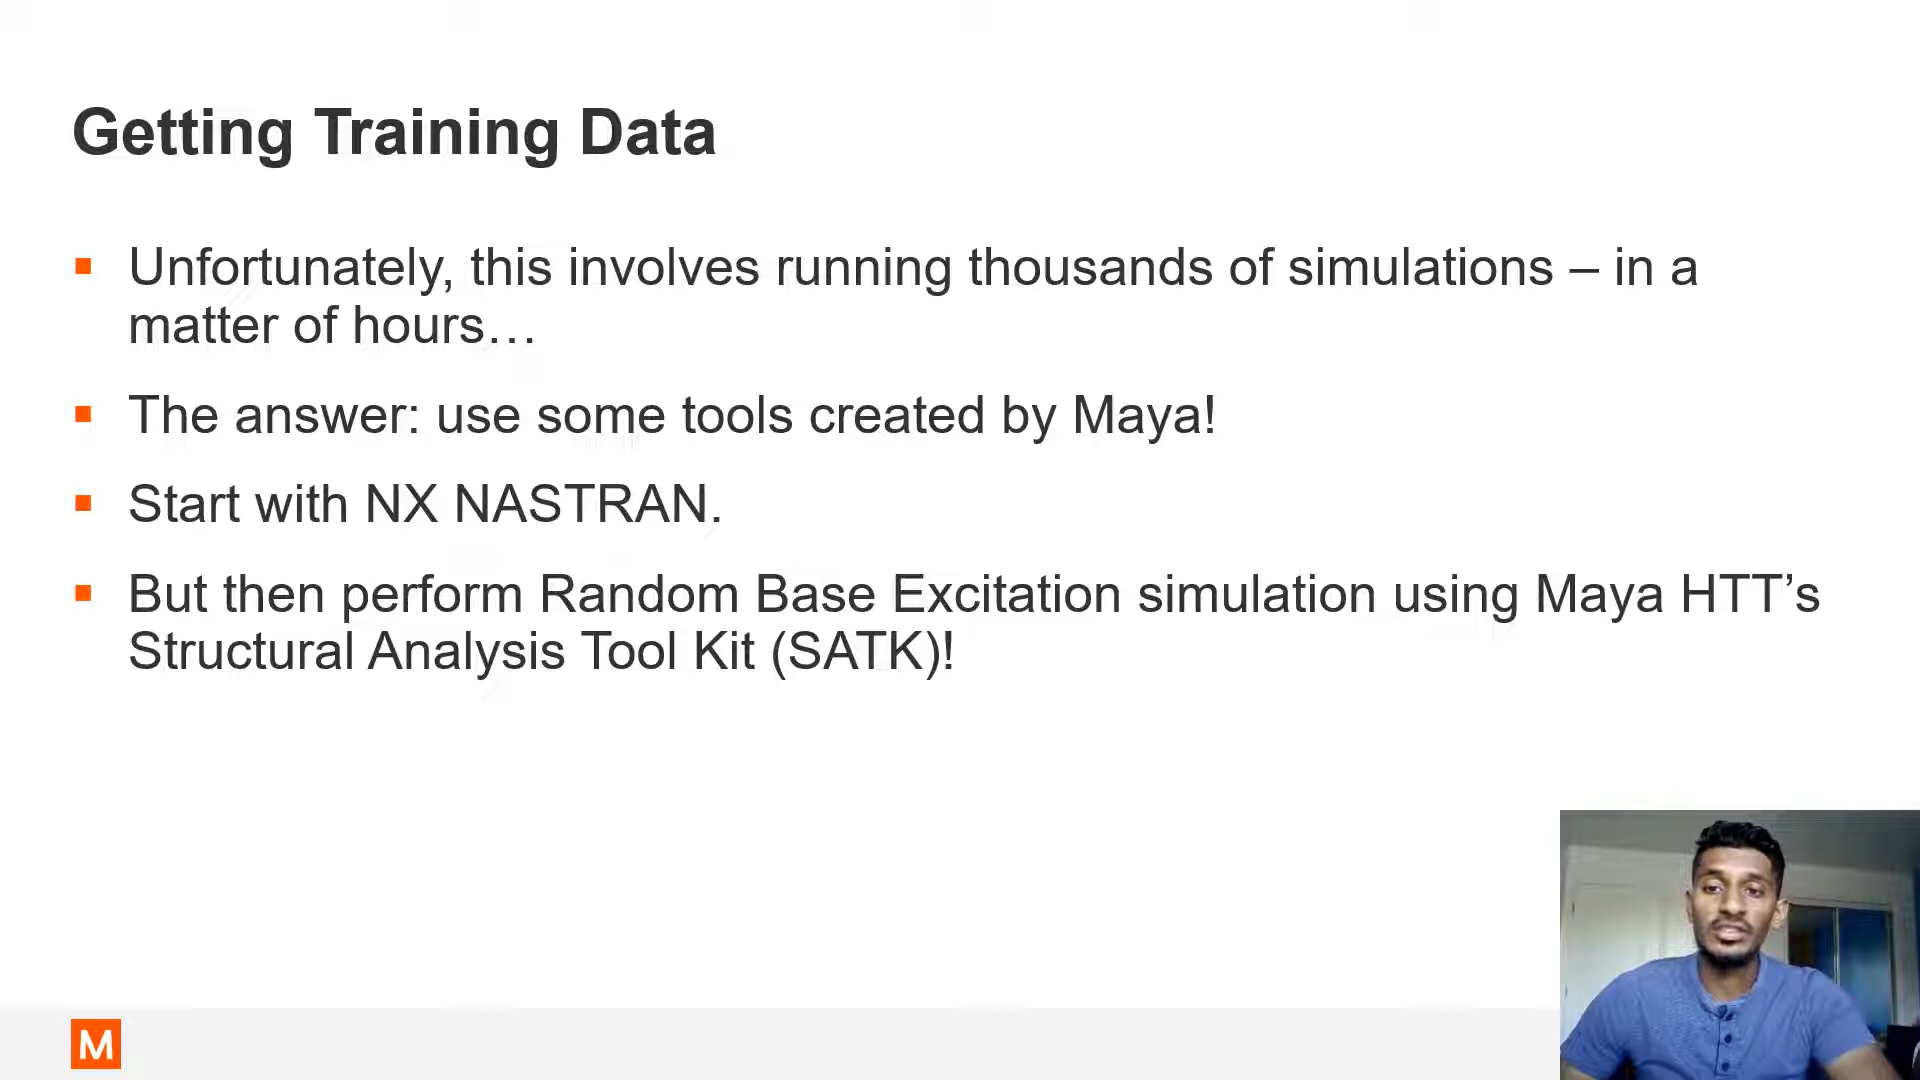 Getting Training Data
Unfortunately, this involves running thousands of simulations – in a
matter of hours…
The answer: use some tools created by Maya!
Start with NX NASTRAN.
But then perform Random Base Excitation simulation using Maya HTT’s
Structural Analysis Tool Kit (SATK)!
M